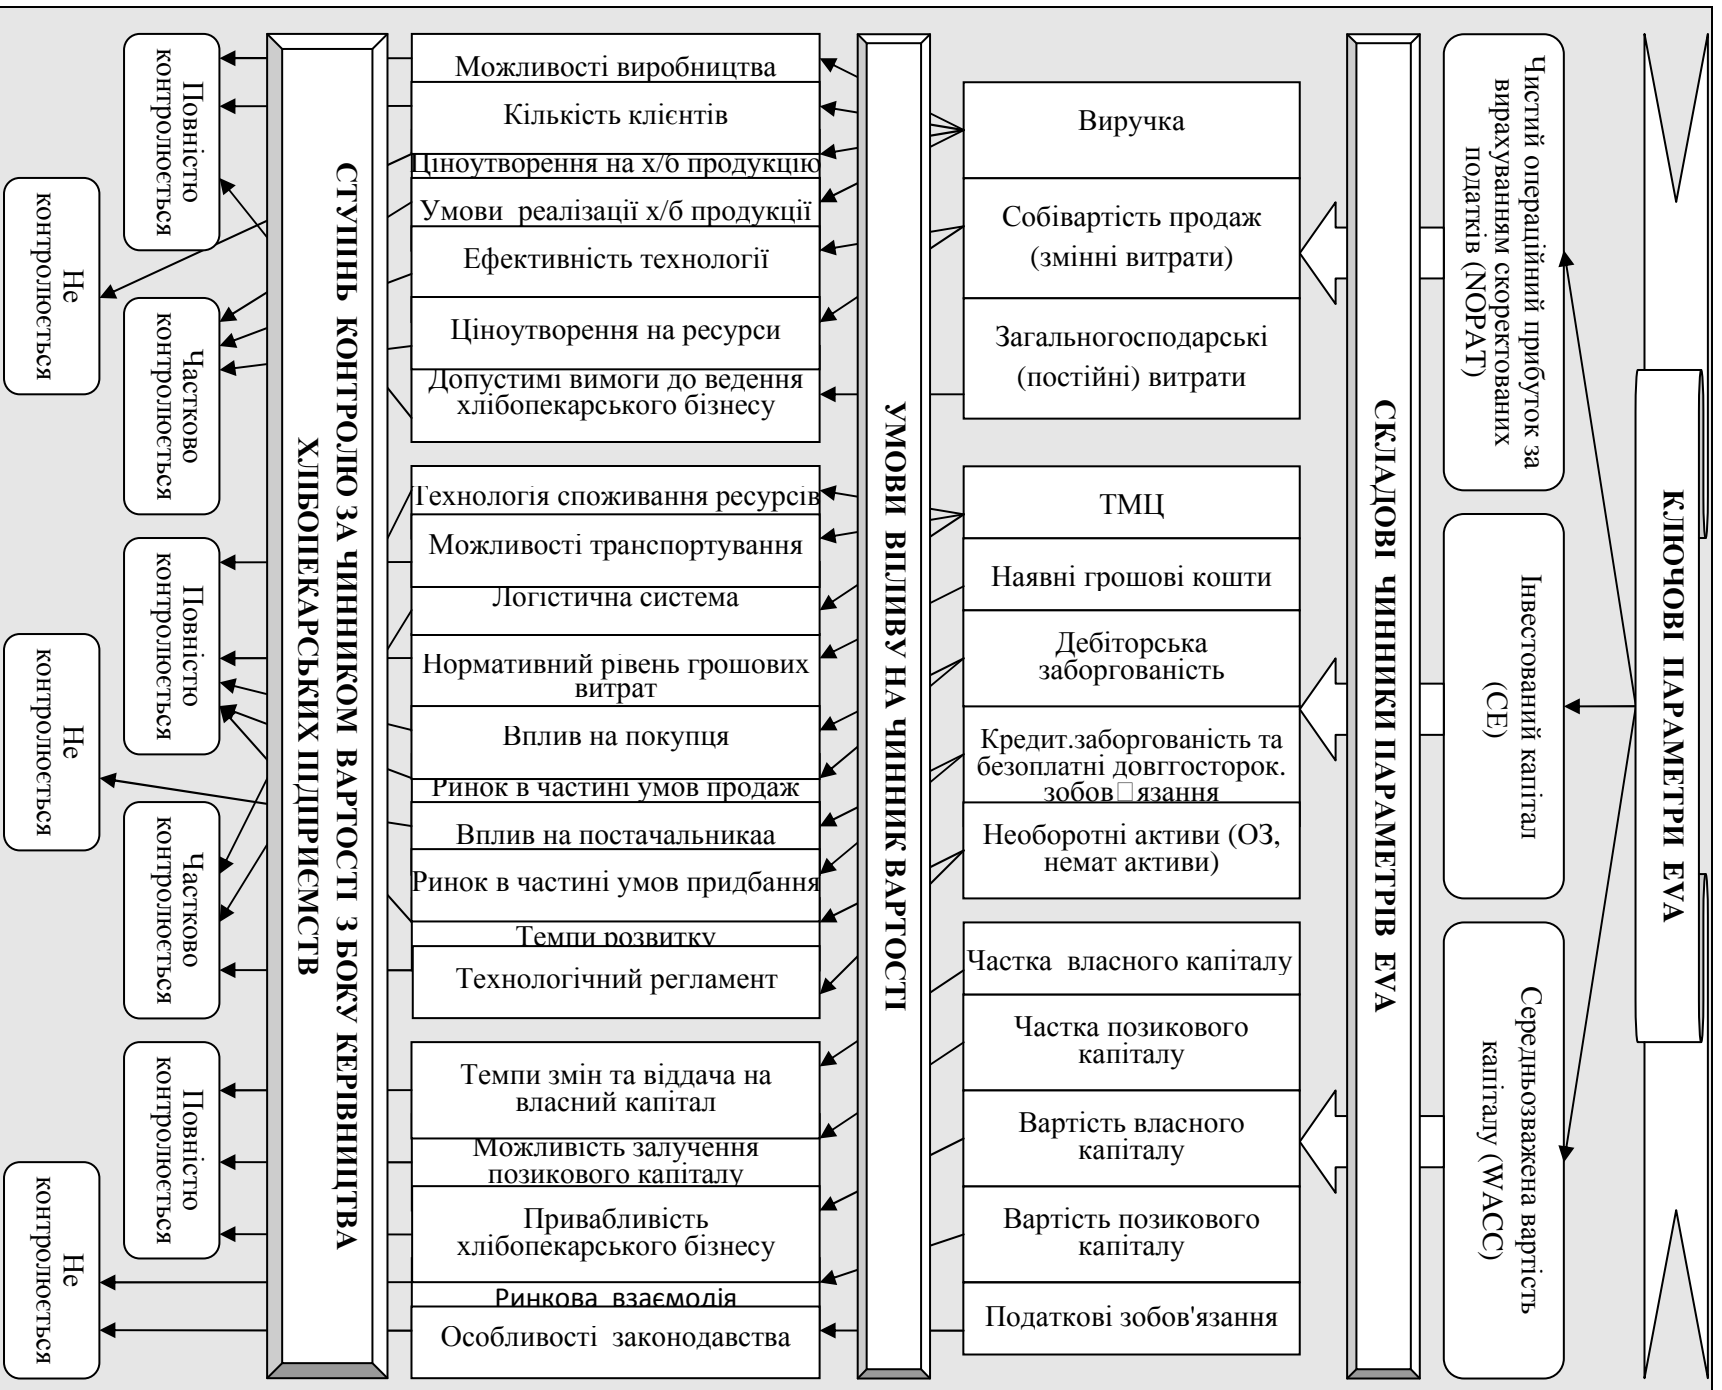 КЛЮЧОВІ ПАРАМЕТРИ EVA
Чистий операційний прибуток за
вирахуванням скоректованих
податків (NOPAT)
Інвестований капітал
(CE)
Середньозважена вартість
капіталу (WACC)
СКЛАДОВІ ЧИННИКИ ПАРАМЕТРІВ EVA
Виручка
Собівартість продаж
(змінні витрати)
Загальногосподарські
(постійні) витрати
ТМЦ
Наявні грошові кошти
Дебіторська
заборгованість
Кредит.заборгованість та
безоплатні довггосторок.
зобов□язання
Необоротні активи (ОЗ,
немат активи)
Частка власного капіталу
Частка позикового
капіталу
Вартість власного
капіталу
Вартість позикового
капіталу
Податкові зобов'язання
УМОВИ ВПЛИВУ НА ЧИННИК ВАРТОСТІ
Можливості виробництва
Кількість клієнтів
Ціноутворення на х/б продукцію
Умови реалізації х/б продукції
Ефективність технології
Ціноутворення на ресурси
Допустимі вимоги до ведення
хлібопекарського бізнесу
Технологія споживання ресурсів
Можливості транспортування
Логістична система
Нормативний рівень грошових
витрат
Вплив на покупця
Ринок в частині умов продаж
Вплив на постачальникаа
Ринок в частині умов придбання
Темпи розвитку
Технологічний регламент
Темпи змін та віддача на
власний капітал
Можливість залучення
позикового капіталу
Привабливість
хлібопекарського бізнесу
Ринкова взаємодія
Особливості законодавства
СТУПІНЬ КОНТРОЛЮ ЗА ЧИННИКОМ ВАРТОСТІ З БОКУ КЕРІВНИЦТВА
ХЛІБОПЕКАРСЬКИХ ПІДПРИЄМСТВ
Повністю
контролюється
Частково
контролюється
Повністю
контролюється
Частково
контролюється
Повністю
контролюється
Не
контролюється
Не
контролюється
Не
контролюється